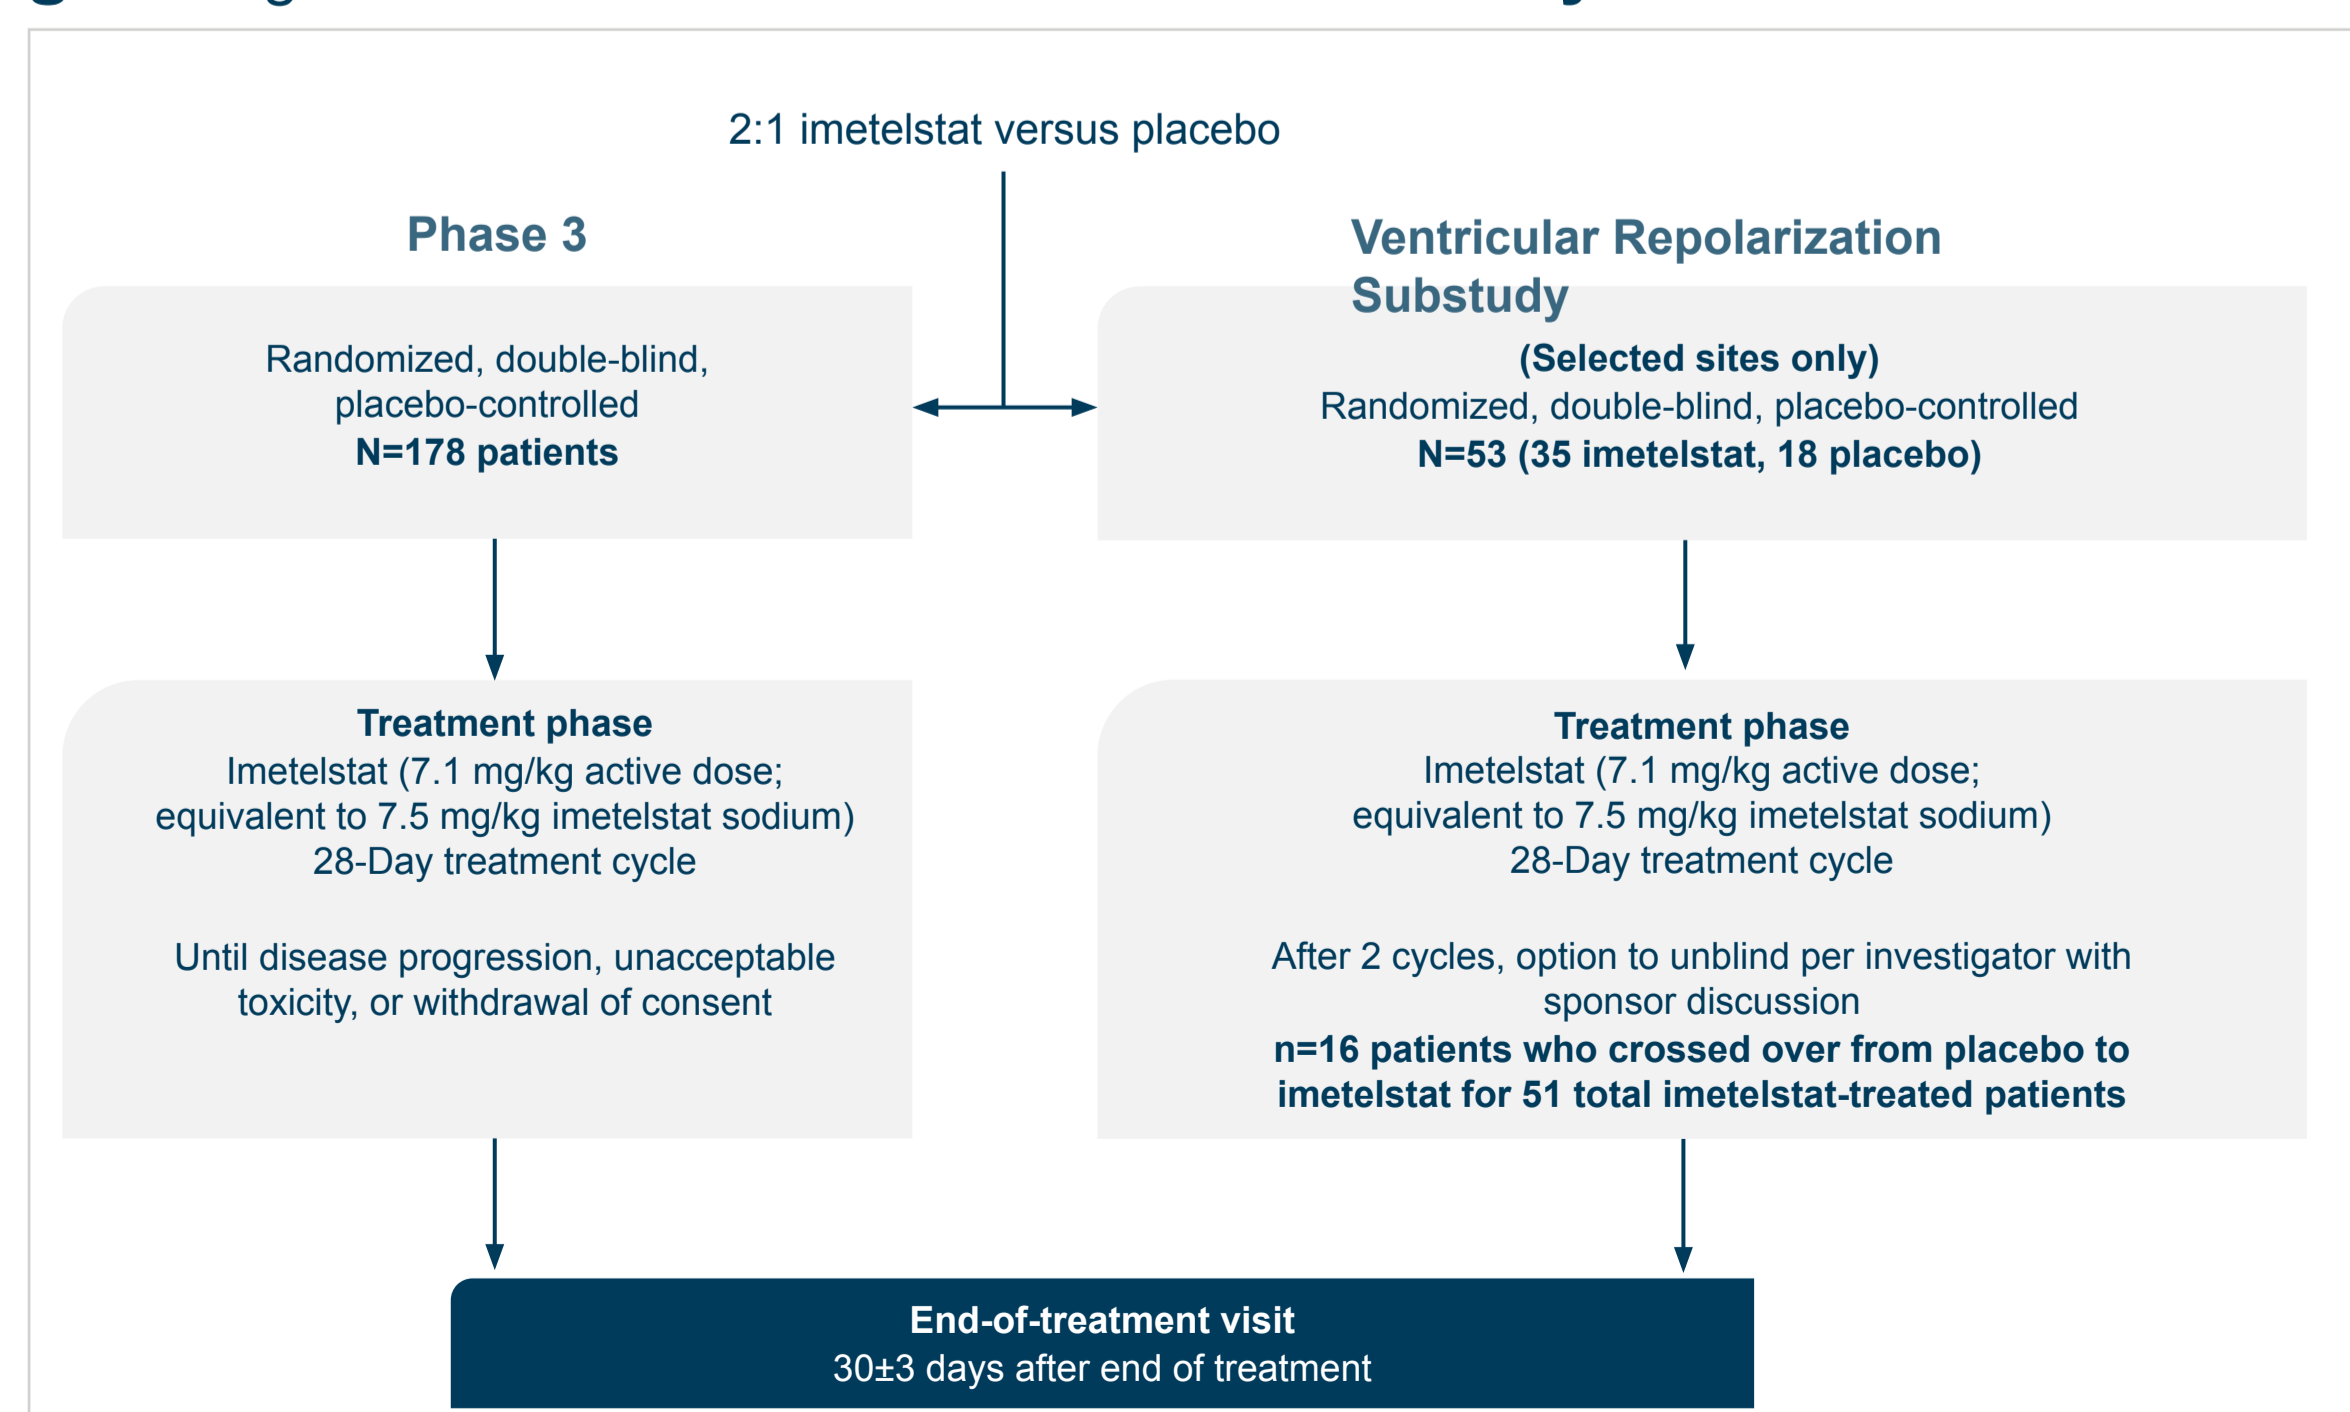 2:1 imetelstat versus placebo
Phase 3
Randomized, double-blind,
placebo-controlled
N=178 patients
Treatment phase
Imetelstat (7.1 mg/kg active dose;
equivalent to 7.5 mg/kg imetelstat sodium)
28-Day treatment cycle
Until disease progression, unacceptable
toxicity, or withdrawal of consent
Ventricular Repolarization
Substudy
(Selected sites only)
Randomized, double-blind, placebo-controlled
N=53 (35 imetelstat, 18 placebo)
Treatment phase
Imetelstat (7.1 mg/kg active dose;
equivalent to 7.5 mg/kg imetelstat sodium)
28-Day treatment cycle
After 2 cycles, option to unblind per investigator with
sponsor discussion
n=16 patients who crossed over from placebo to
imetelstat for 51 total imetelstat-treated patients
End-of-treatment visit
30±3 days after end of treatment